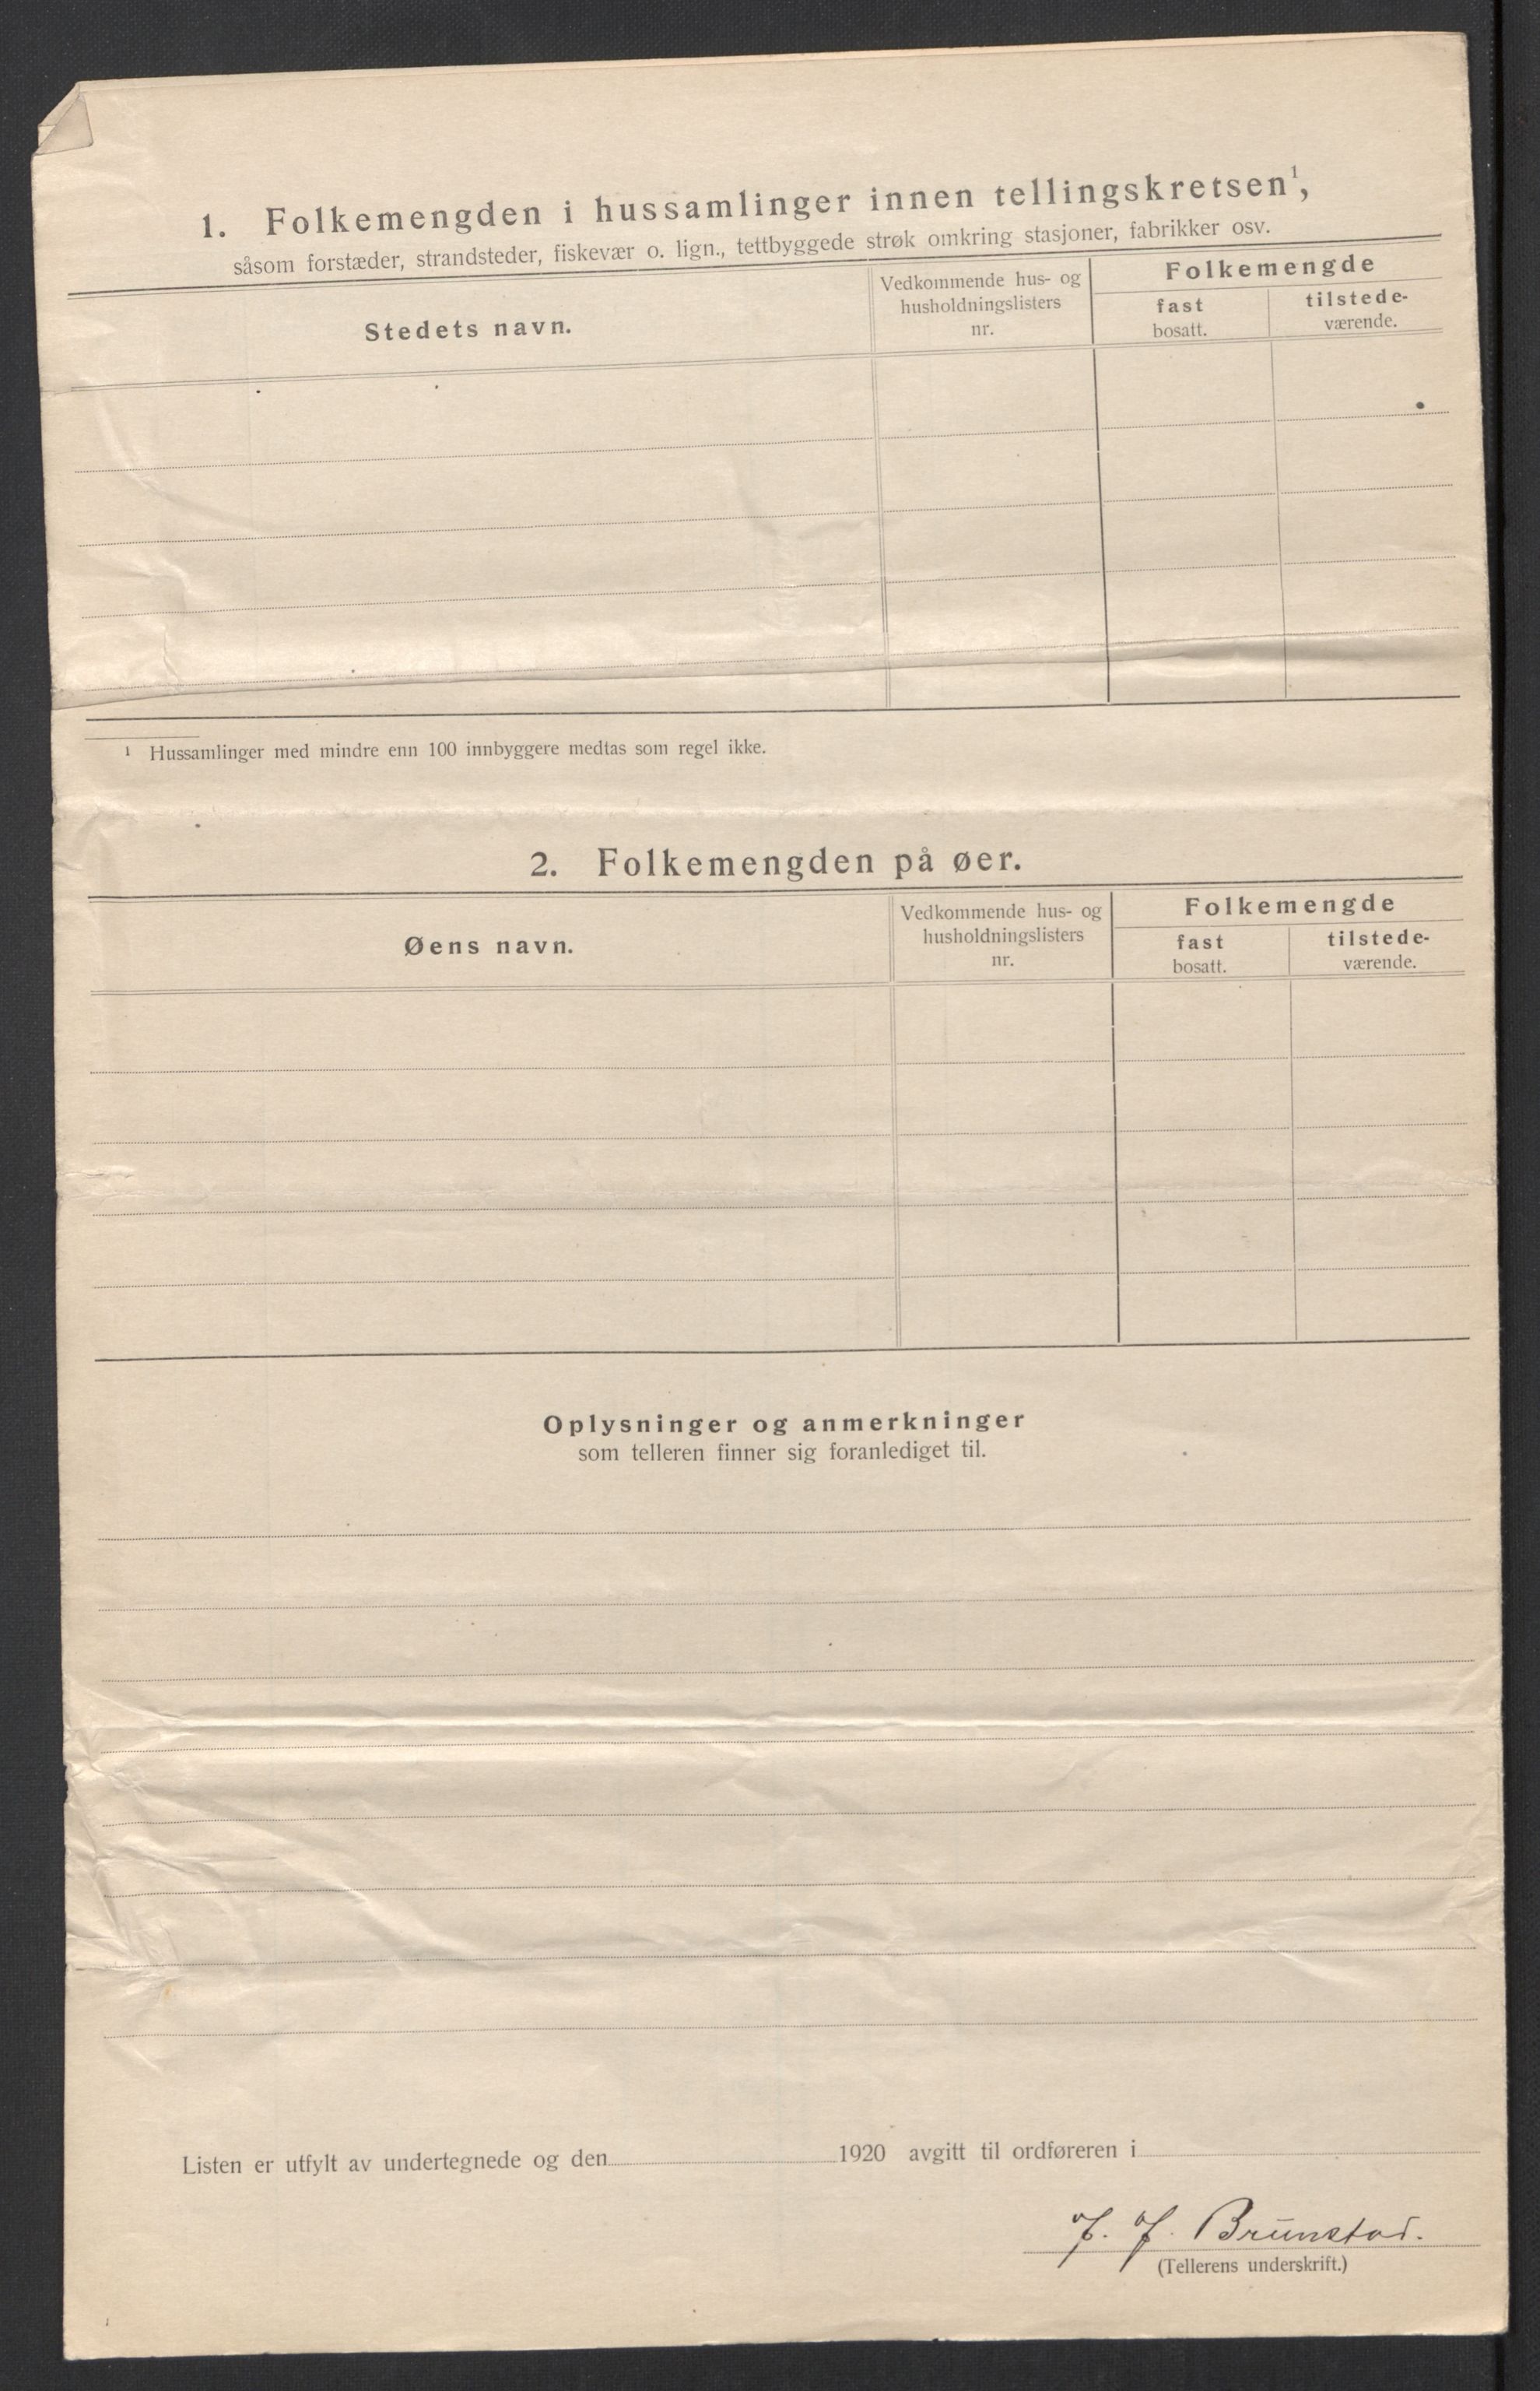 1. Folkemengden i hussamlinger innen tellingskretsen¹,
såsom forstæder, strandsteder, fiskevær o. lign., tettbyggede strøk omkring stasjoner, fabrikker osv.
Stedets navn.
Vedkommende hus- og
husholdningslisters
nr.
Folkemengde
fast
bosatt.
tilstede-
værende.
¹ Hussamlinger med mindre enn 100 innbyggere medtas som regel ikke.
2. Folkemengden på øer.
Øens navn.
Vedkommende hus- og
husholdningslisters
nr.
Folkemengde
fast
bosatt.
tilstede-
værende.
Oplysninger og anmerkninger
som telleren finner sig foranlediget til.
Listen er utfylt av undertegnede og den 1920 avgitt til ordføreren i
J. J. Brunstad.
(Tellerens underskrift.)